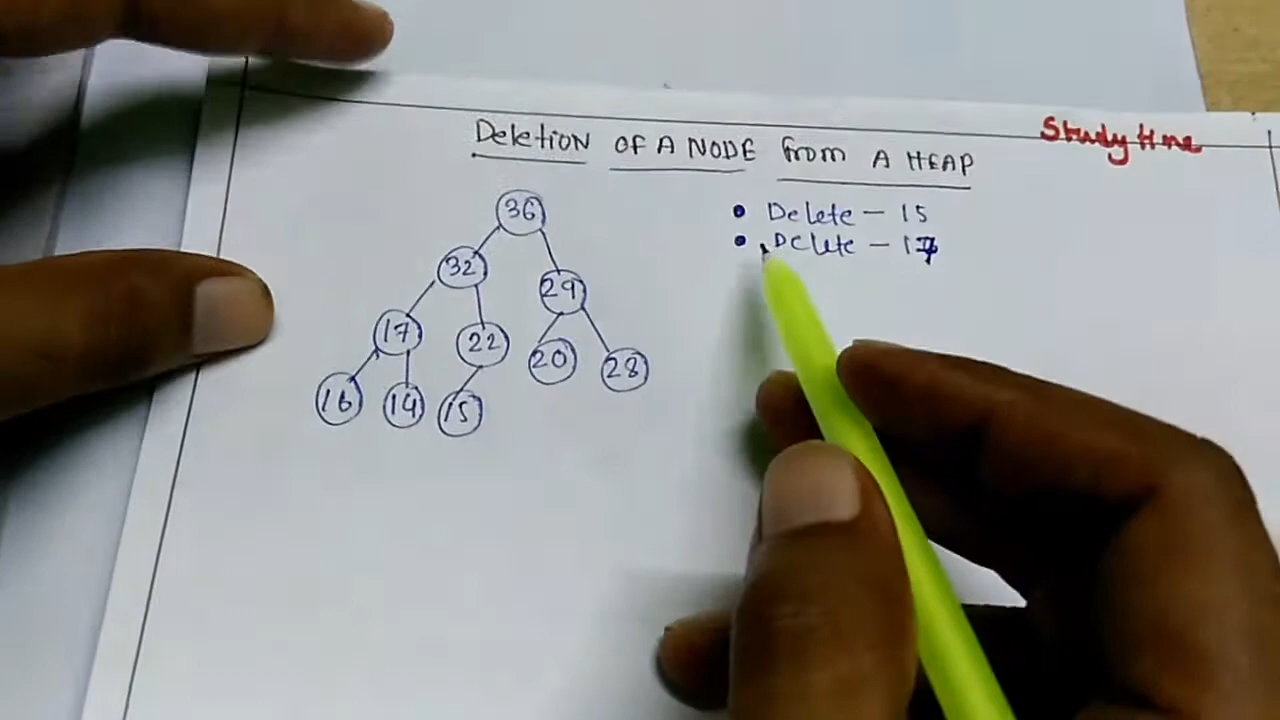 Study time
DeletION OF A NODE from A HEAP
36
• Delete – 15
• Delete – 17
32
29
17
22
20
28
16
14
15